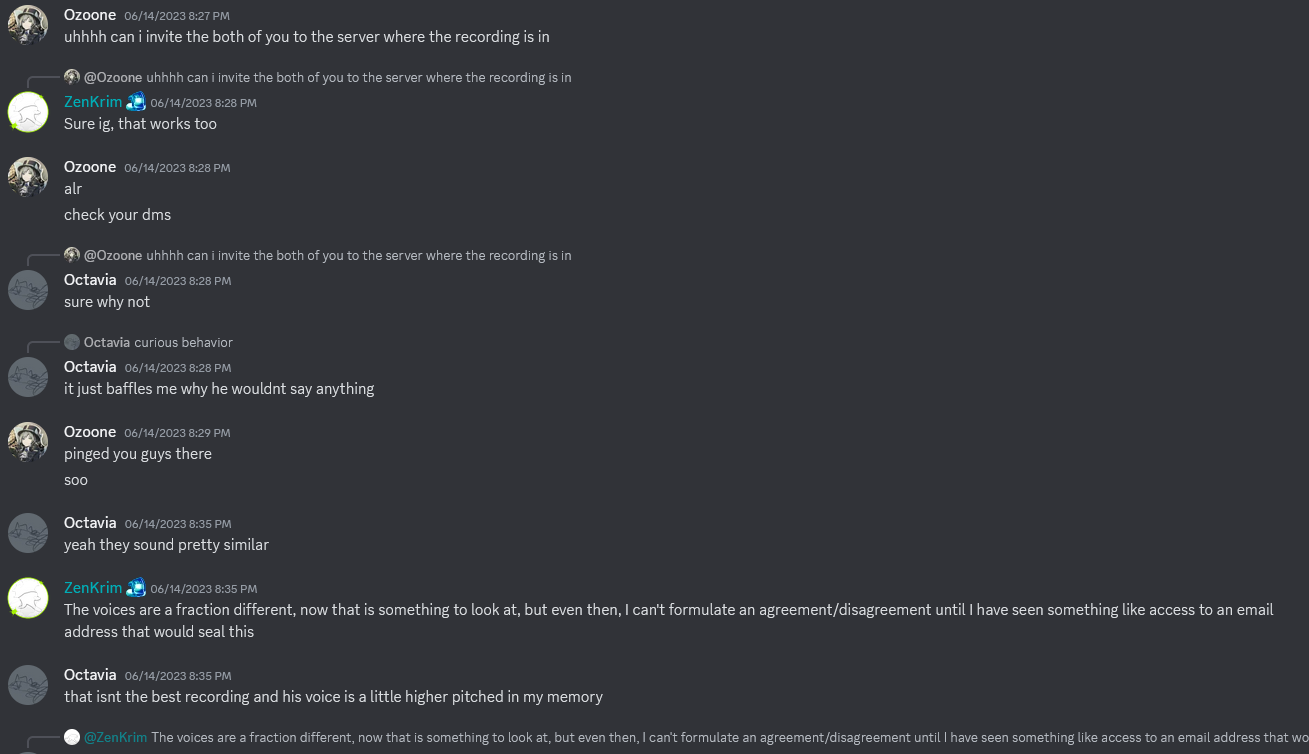 Ozoone 06/14/2023 8:27 PM
uhhhh can i invite the both of you to the server where the recording is in
@Ozoone uhhhh can i invite the both of you to the server where the recording is in
ZenKrim 06/14/2023 8:28 PM
Sure ig, that works too
Ozoone 06/14/2023 8:28 PM
alr
check your dms
@Ozoone uhhhh can i invite the both of you to the server where the recording is in
Octavia 06/14/2023 8:28 PM
sure why not
Octavia curious behavior
Octavia 06/14/2023 8:28 PM
it just baffles me why he wouldnt say anything
Ozoone 06/14/2023 8:29 PM
pinged you guys there
soo
Octavia 06/14/2023 8:35 PM
yeah they sound pretty similar
ZenKrim 06/14/2023 8:35 PM
The voices are a fraction different, now that is something to look at, but even then, I can't formulate an agreement/disagreement until I have seen something like access to an email
address that would seal this
Octavia 06/14/2023 8:35 PM
that isnt the best recording and his voice is a little higher pitched in my memory
@ZenKrim The voices are a fraction different, now that is something to look at, but even then, I can't formulate an agreement/disagreement until I have seen something like access to an email address that wo